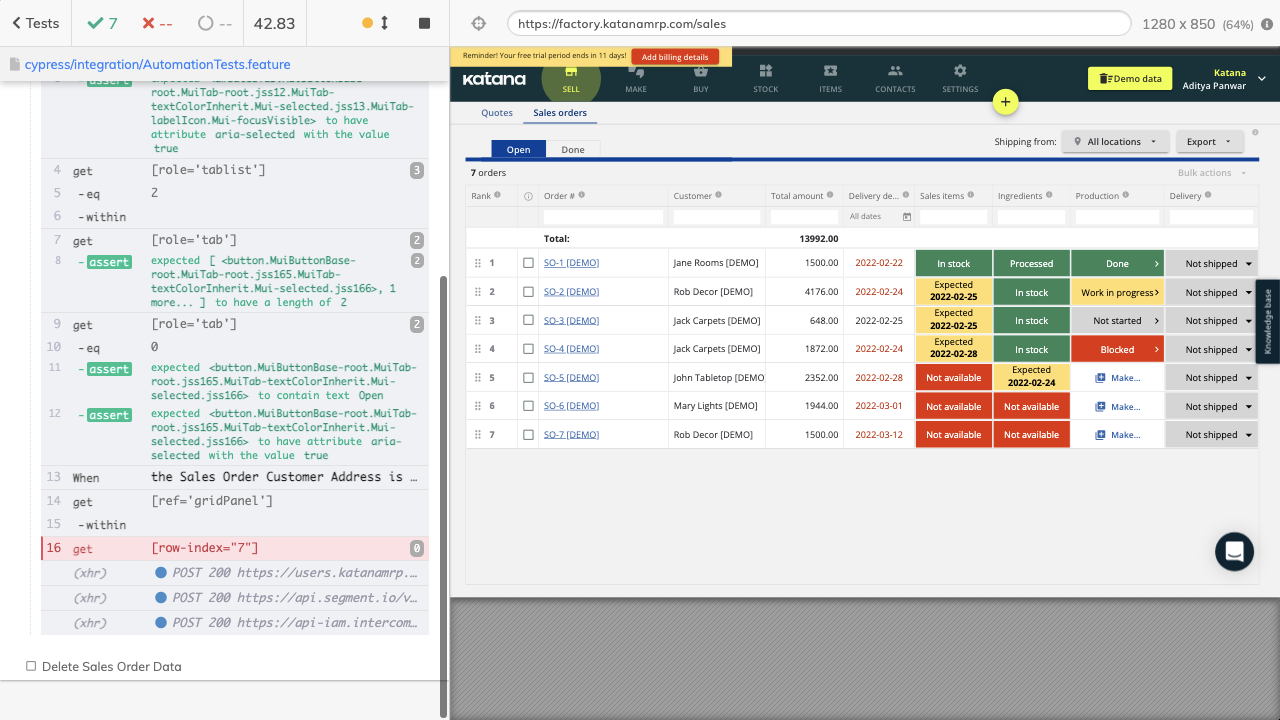 Tests
7
--
--
42.83
https://factory.katanamrp.com/sales
1280 x 850 (64%)
cypress/integration/AutomationTests.feature
root.jss12.MuiTab-
textColorInherit.Mui-selected.jss13.MuiTab-
labelIcon.Mui-focusVisible> to have
attribute aria-selected with the value
true
4 get [role='tablist'] 3
5 -eq 2
6 -within
7 get [role='tab'] 2
8 -assert expected [ <button.MuiButtonBase- 2
root.MuiTab-root.jss165.MuiTab-
textColorInherit.Mui-selected.jss166>, 1
more... ] to have a length of 2
9 get [role='tab'] 2
10 -eq 0
11 -assert expected <button.MuiButtonBase-root.MuiTab-
root.jss165.MuiTab-textColorInherit.Mui-
selected.jss166> to contain text Open
12 -assert expected <button.MuiButtonBase-root.MuiTab-
root.jss165.MuiTab-textColorInherit.Mui-
selected.jss166> to have attribute aria-
selected with the value true
13 When the Sales Order Customer Address is …
14 get [ref='gridPanel']
15 -within
16 get [row-index="7"] 0
(xhr) POST 200 https://users.katanamrp.…
(xhr) POST 200 https://api.segment.io/v…
(xhr) POST 200 https://api-iam.intercom…
Delete Sales Order Data
Reminder! Your free trial period ends in 11 days! Add billing details
katana
SELL
MAKE
BUY
STOCK
ITEMS
CONTACTS
SETTINGS
Demo data
Katana
Aditya Panwar
+
Quotes Sales orders
Open Done
Shipping from: All locations Export
7 orders
Bulk actions
Rank Order # Customer Total amount Delivery de... Sales items Ingredients Production Delivery
All dates
Total: 13992.00
1 SO-1 [DEMO] Jane Rooms [DEMO] 1500.00 2022-02-22 In stock Processed Done Not shipped
2 SO-2 [DEMO] Rob Decor [DEMO] 4176.00 2022-02-24 Expected 2022-02-25 In stock Work in progress Not shipped
3 SO-3 [DEMO] Jack Carpets [DEMO] 648.00 2022-02-25 Expected 2022-02-25 In stock Not started Not shipped
4 SO-4 [DEMO] Jack Carpets [DEMO] 1872.00 2022-02-24 Expected 2022-02-28 In stock Blocked Not shipped
5 SO-5 [DEMO] John Tabletop [DEMO 2352.00 2022-02-28 Not available Expected 2022-02-24 Make... Not shipped
6 SO-6 [DEMO] Mary Lights [DEMO] 1944.00 2022-03-01 Not available Not available Make... Not shipped
7 SO-7 [DEMO] Rob Decor [DEMO] 1500.00 2022-03-12 Not available Not available Make... Not shipped
Knowledge base